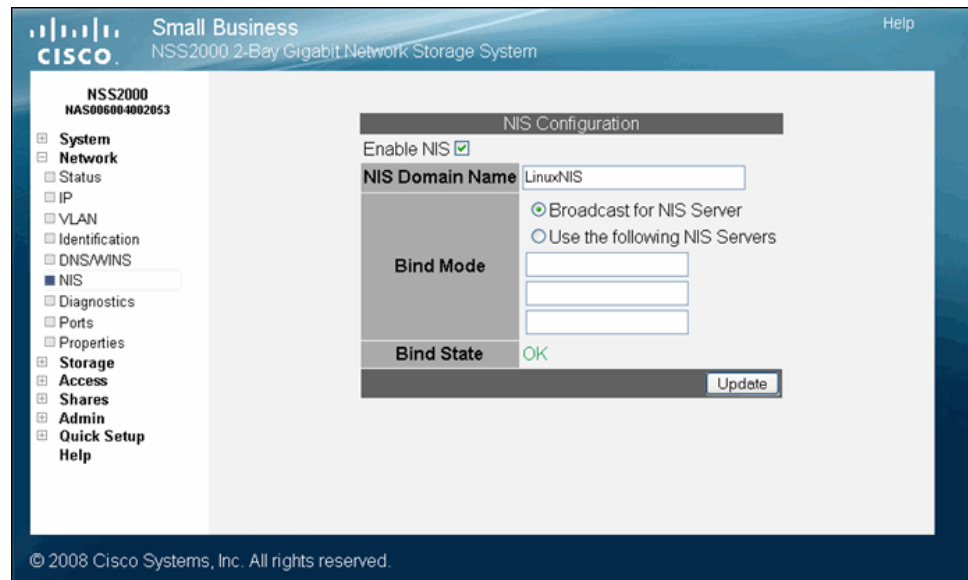 CISCO
Small Business
NSS2000 2-Bay Gigabit Network Storage System
Help
NSS2000
NAS006004002053
System
Network
Status
IP
VLAN
Identification
DNS/WINS
NIS
Diagnostics
Ports
Properties
Storage
Access
Shares
Admin
Quick Setup
Help
NIS Configuration
Enable NIS
NIS Domain Name LinuxNIS
Bind Mode
Broadcast for NIS Server
Use the following NIS Servers
Bind State OK
Update
© 2008 Cisco Systems, Inc. All rights reserved.